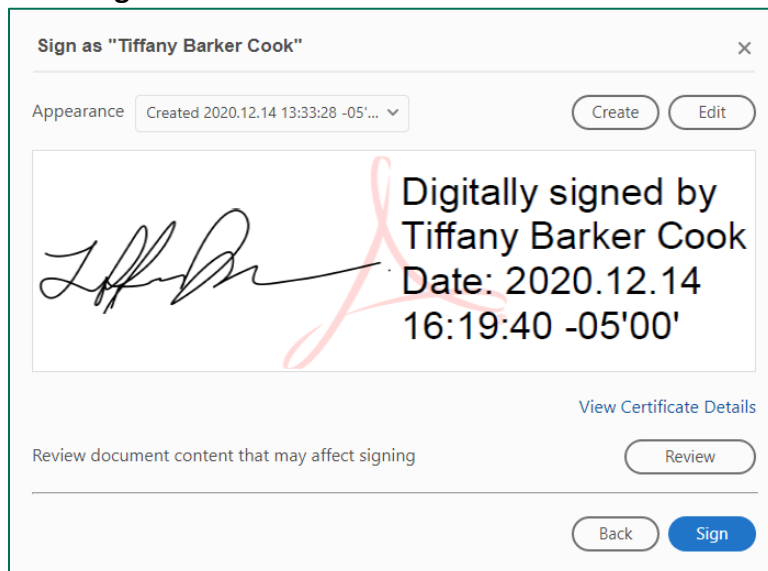 Sign as "Tiffany Barker Cook"
Appearance Created 2020.12.14 13:33:28 -05'... Create Edit
Digitally signed by
Tiffany Barker Cook
Date: 2020.12.14
16:19:40 -05'00'
View Certificate Details
Review document content that may affect signing Review
Back Sign